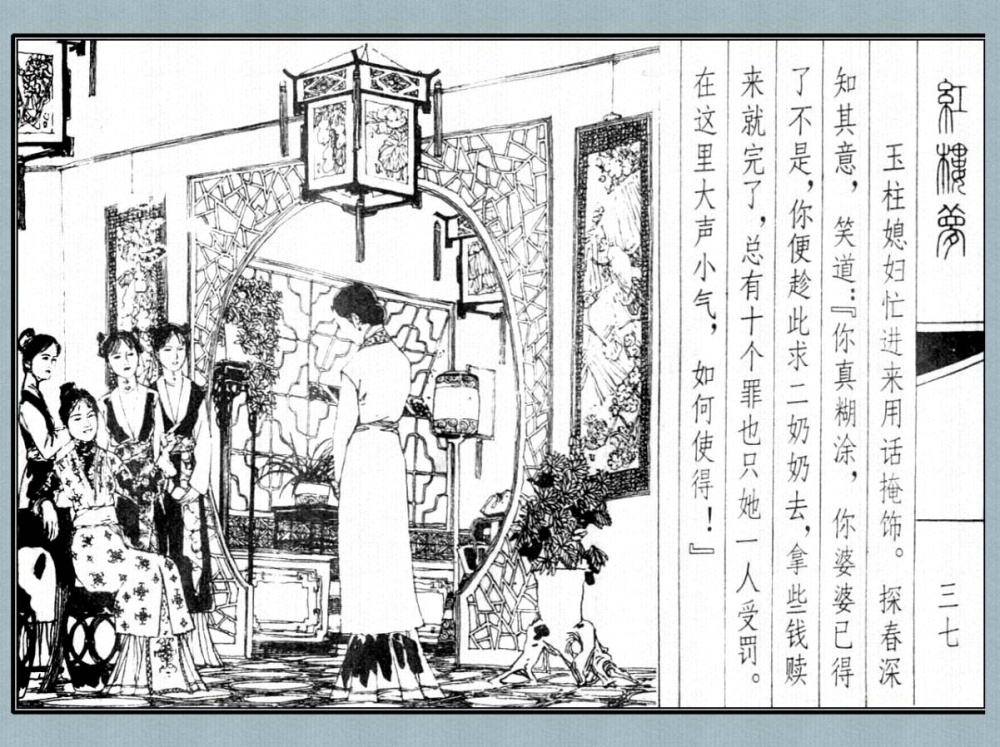 紅樓夢
三七
玉柱媳妇忙进来用话掩饰。探春深
知其意，笑道：『你真糊涂，你婆婆已得
了不是，你便趁此求二奶奶去，拿些钱赎
来就完了，总有十个罪也只她一人受罚。
在这里大声小气，如何使得！』